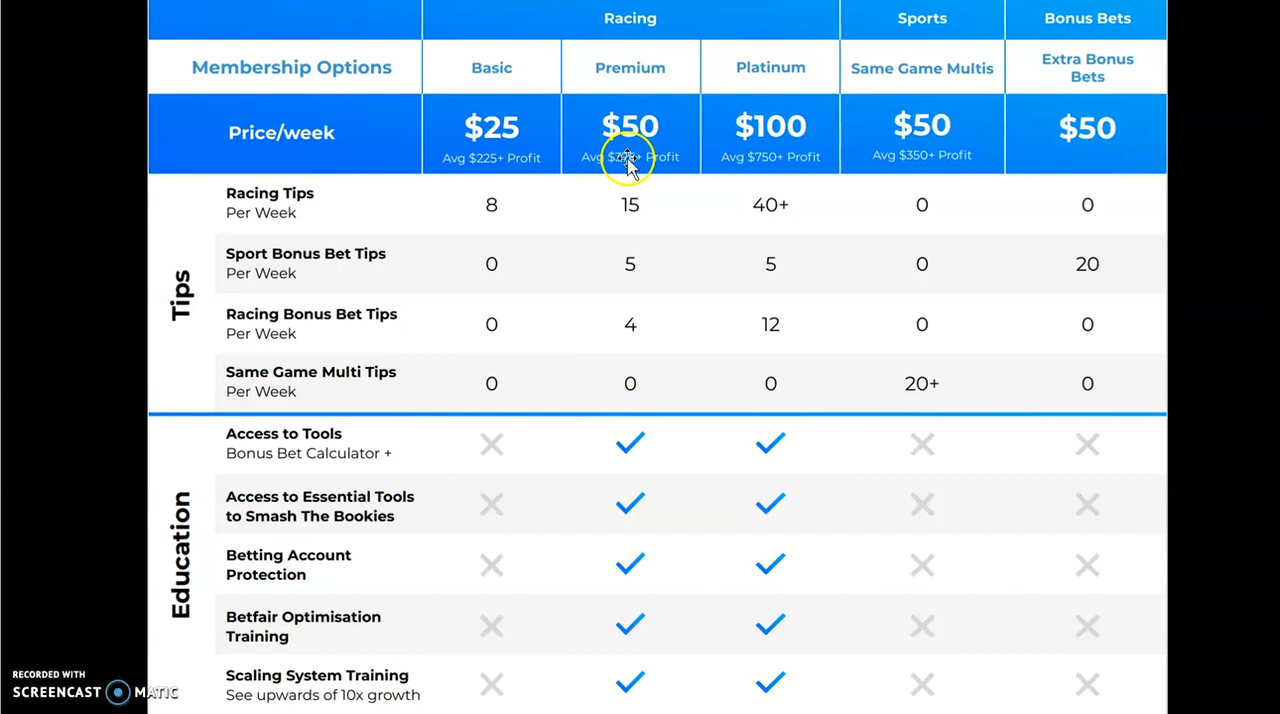 Racing Sports Bonus Bets
Membership Options Basic Premium Platinum Same Game Multis Extra Bonus
Bets
Price/week $25 $50 $100 $50 $50
Avg $225+ Profit Avg Profit Avg $750+ Profit Avg $350+ Profit
Tips
Racing Tips
Per Week 8 15 40+ 0 0
Sport Bonus Bet Tips
Per Week 0 5 5 0 20
Racing Bonus Bet Tips
Per Week 0 4 12 0 0
Same Game Multi Tips
Per Week 0 0 0 20+ 0
Education
Access to Tools
Bonus Bet Calculator +
Access to Essential Tools
to Smash The Bookies
Betting Account
Protection
Betfair Optimisation
Training
Scaling System Training
See upwards of 10x growth
RECORDED WITH
SCREENCAST MATIC